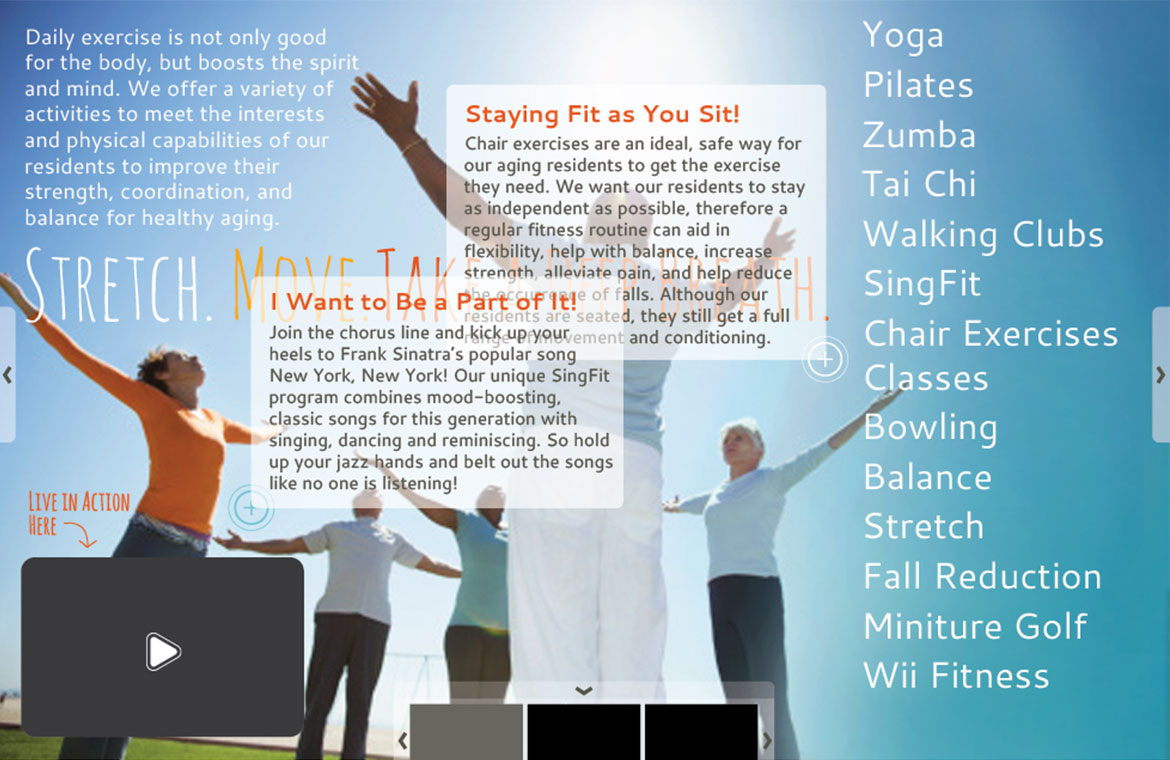 Daily exercise is not only good
for the body, but boosts the spirit
and mind. We offer a variety of
activities to meet the interests
and physical capabilities of our
residents to improve their
strength, coordination, and
balance for healthy aging.
STRETCH. MOVE. TAKE A DEEP BREATH.
Staying Fit as You Sit!
Chair exercises are an ideal, safe way for
our aging residents to get the exercise
they need. We want our residents to stay
as independent as possible, therefore a
regular fitness routine can aid in
flexibility, help with balance, increase
strength, alleviate pain, and help reduce
the occurrence of falls. Although our
residents are seated, they still get a full
range of movement and conditioning.
I Want to Be a Part of It!
Join the chorus line and kick up your
heels to Frank Sinatra's popular song
New York, New York! Our unique SingFit
program combines mood-boosting,
classic songs for this generation with
singing, dancing and reminiscing. So hold
up your jazz hands and belt out the songs
like no one is listening!
LIVE IN ACTION
HERE
Yoga
Pilates
Zumba
Tai Chi
Walking Clubs
SingFit
Chair Exercises
Classes
Bowling
Balance
Stretch
Fall Reduction
Miniture Golf
Wii Fitness